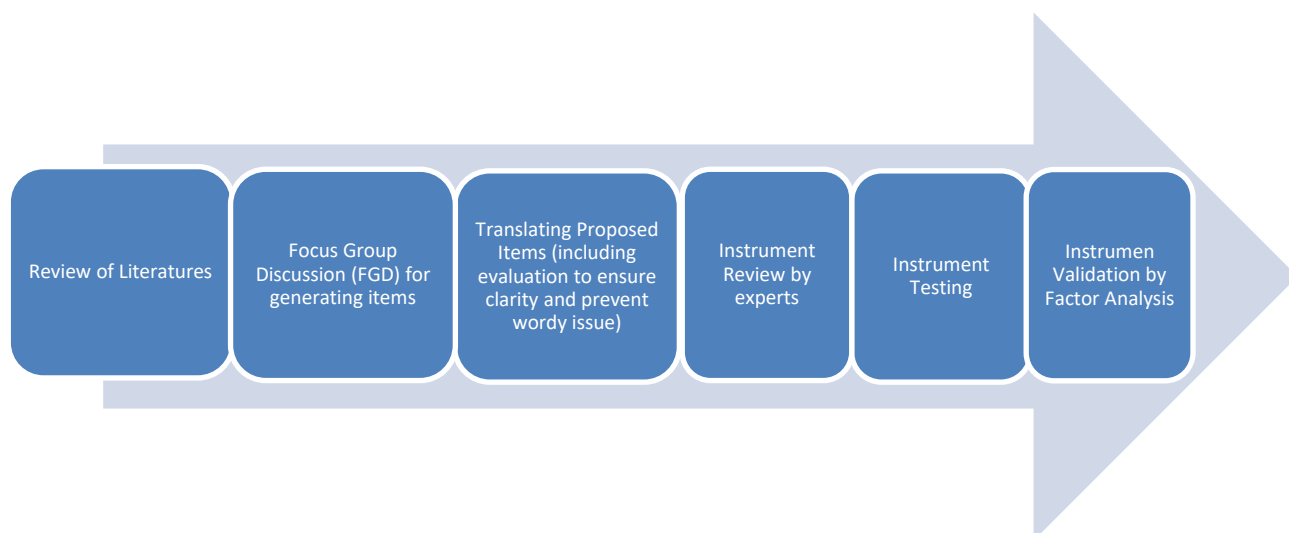 Review of Literatures
Focus Group
Discussion (FGD) for
generating items
Translating Proposed
Items (including
evaluation to ensure
clarity and prevent
wordy issue)
Instrument
Review by
experts
Instrument
Testing
Instrumen
Validation by
Factor Analysis